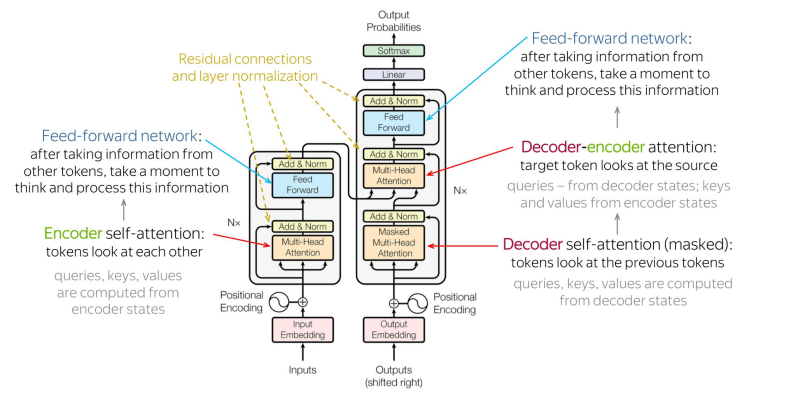 Output
Probabilities
Softmax
Linear
Add & Norm
Feed
Forward
Add & Norm
Multi-Head
Attention
Add & Norm
Masked
Multi-Head
Attention
N×
Positional
Encoding
Output
Embedding
Outputs
(shifted right)
Add & Norm
Feed
Forward
Add & Norm
Multi-Head
Attention
N×
Positional
Encoding
Input
Embedding
Inputs
Residual connections
and layer normalization
Feed-forward network:
after taking information from
other tokens, take a moment to
think and process this information
Encoder self-attention:
tokens look at each other
queries, keys, values
are computed from
encoder states
Feed-forward network:
after taking information from
other tokens, take a moment to
think and process this information
Decoder-encoder attention:
target token looks at the source
queries – from decoder states; keys
and values from encoder states
Decoder self-attention (masked):
tokens look at the previous tokens
queries, keys, values are computed
from decoder states